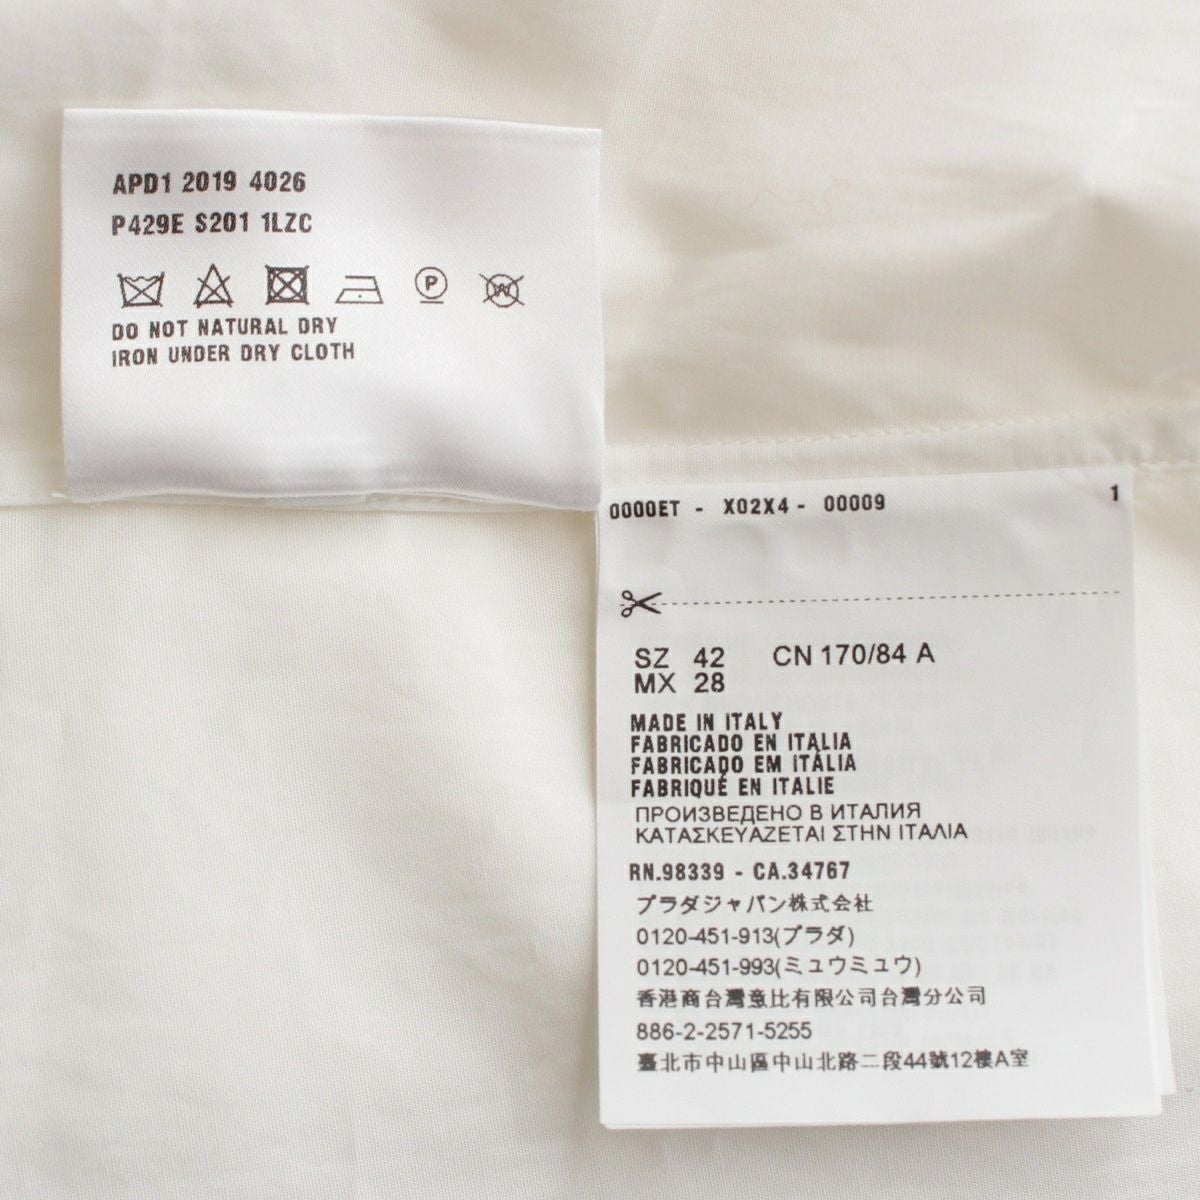 APD1 2019 4026
P429E S201 1LZC
P
W
DO NOT NATURAL DRY
IRON UNDER DRY CLOTH
0000ET - X02X4 - 00009 1
SZ 42 CN 170/84 A
MX 28
MADE IN ITALY
FABRICADO EN ITALIA
FABRICADO EM ITÁLIA
FABRIQUÉ EN ITALIE
ПРОИЗВЕДЕНО В ИТАЛИЯ
ΚΑΤΑΣΚΕΥΑΖΕΤΑΙ ΣΤΗΝ ΙΤΑΛΙΑ
RN.98339 - CA.34767
プラダジャパン株式会社
0120-451-913(プラダ)
0120-451-993(ミュウミュウ)
香港商台灣意比有限公司台灣分公司
886-2-2571-5255
臺北市中山區中山北路二段44號12樓A室